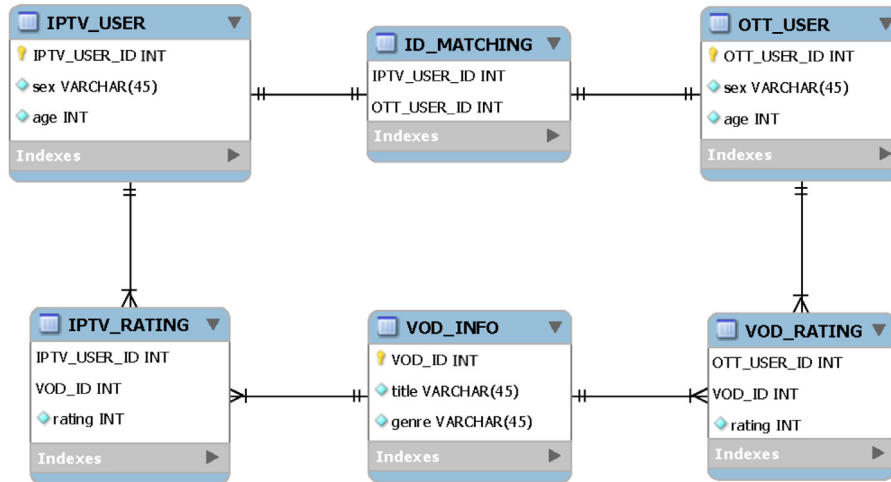 IPTV_USER
IPTV_USER_ID INT
sex VARCHAR(45)
age INT
Indexes
ID_MATCHING
IPTV_USER_ID INT
OTT_USER_ID INT
Indexes
OTT_USER
OTT_USER_ID INT
sex VARCHAR(45)
age INT
Indexes
IPTV_RATING
IPTV_USER_ID INT
VOD_ID INT
rating INT
Indexes
VOD_INFO
VOD_ID INT
title VARCHAR(45)
genre VARCHAR(45)
Indexes
VOD_RATING
OTT_USER_ID INT
VOD_ID INT
rating INT
Indexes